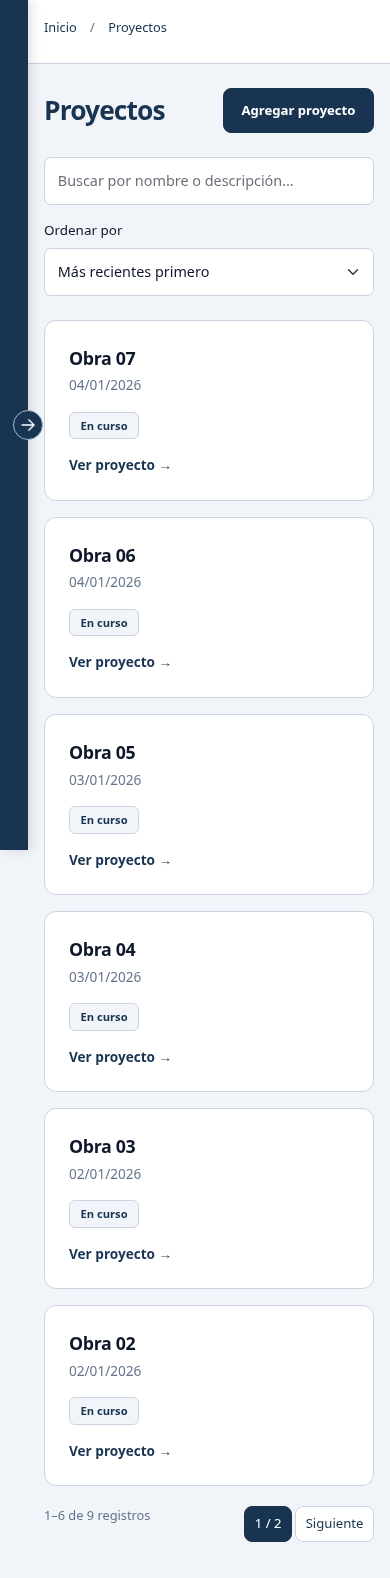 Inicio / Proyectos
Proyectos
Agregar proyecto
Buscar por nombre o descripción...
Ordenar por
Más recientes primero
Obra 07
04/01/2026
En curso
Ver proyecto →
Obra 06
04/01/2026
En curso
Ver proyecto →
Obra 05
03/01/2026
En curso
Ver proyecto →
Obra 04
03/01/2026
En curso
Ver proyecto →
Obra 03
02/01/2026
En curso
Ver proyecto →
Obra 02
02/01/2026
En curso
Ver proyecto →
1–6 de 9 registros
1 / 2
Siguiente